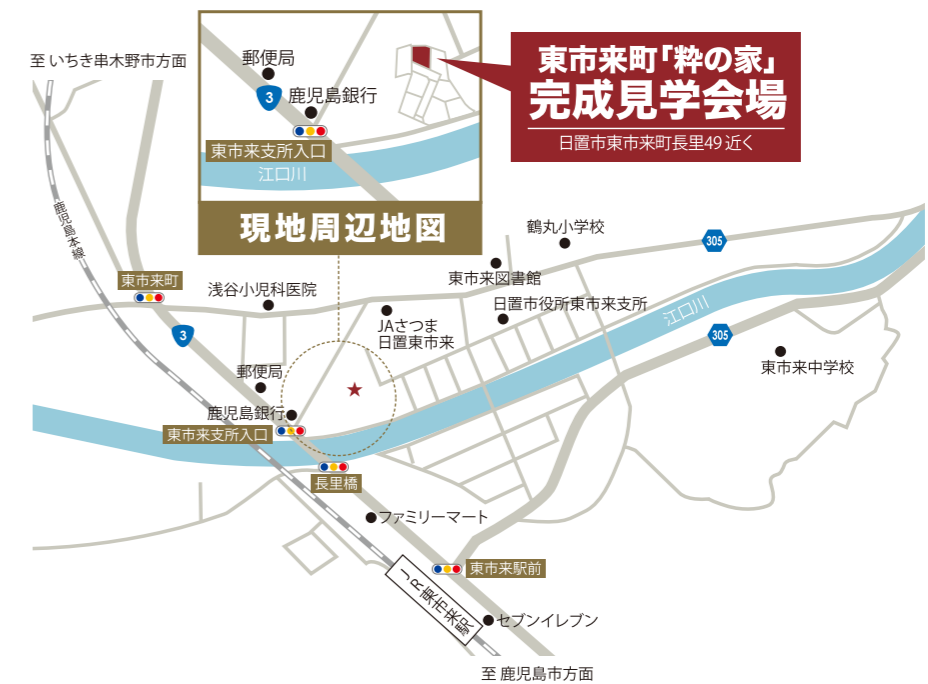 至 いちき串木野市方面
郵便局
3
鹿児島銀行
東市来支所入口
江口川
現地周辺地図
東市来町「粋の家」
完成見学会場
日置市東市来町長里49 近く
鹿児島本線
鶴丸小学校
305
東市来図書館
東市来町
浅谷小児科医院
日置市役所東市来支所
江口川
JAさつま
日置東市来
3
305
東市来中学校
郵便局
鹿児島銀行
東市来支所入口
長里橋
ファミリーマート
東市来駅前
JR東市来駅
セブンイレブン
至 鹿児島市方面